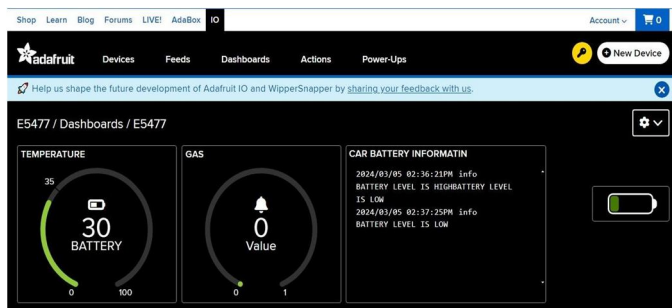 Shop Learn Blog Forums LIVE! AdaBox IO
Account
0
adafruit
Devices Feeds Dashboards Actions Power-Ups
New Device
Help us shape the future development of Adafruit IO and WipperSnapper by sharing your feedback with us.
E5477 / Dashboards / E5477
TEMPERATURE
35
30
BATTERY
0 100
GAS
0
Value
0 1
CAR BATTERY INFORMATIN
2024/03/05 02:36:21PM info
BATTERY LEVEL IS HIGHBATTERY LEVEL
IS LOW
2024/03/05 02:37:25PM info
BATTERY LEVEL IS LOW